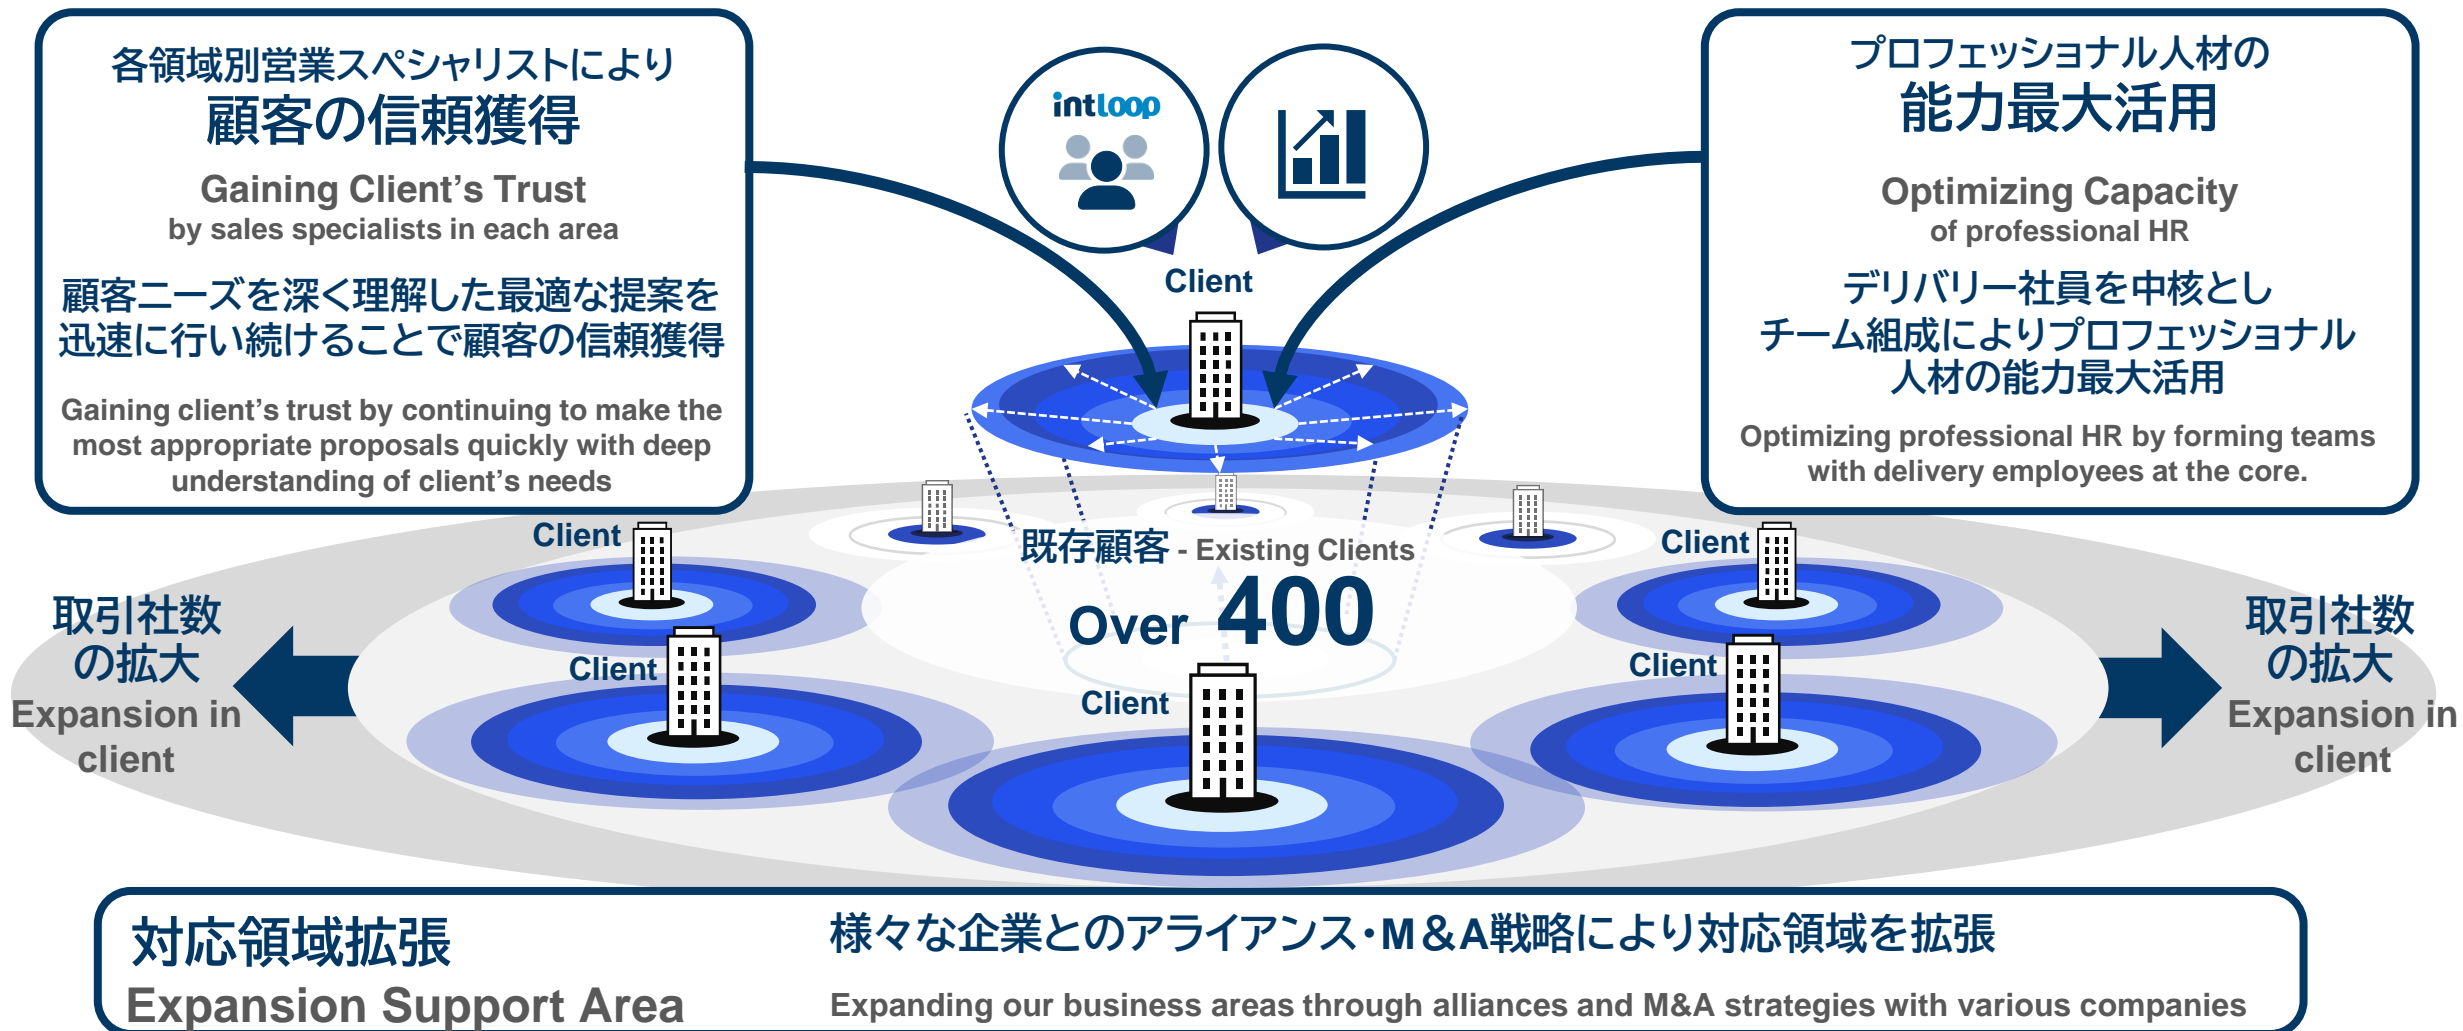 各領域別営業スペシャリストにより
顧客の信頼獲得
Gaining Client's Trust
by sales specialists in each area
顧客ニーズを深く理解した最適な提案を
迅速に行い続けることで顧客の信頼獲得
Gaining client's trust by continuing to make the
most appropriate proposals quickly with deep
understanding of client's needs
intloop
プロフェッショナル人材の
能力最大活用
Optimizing Capacity
of professional HR
デリバリー社員を中核とし
チーム組成によりプロフェッショナル
人材の能力最大活用
Optimizing professional HR by forming teams
with delivery employees at the core.
Client
Client
既存顧客 - Existing Clients
Over 400
Client
Client
Client
Client
取引社数
の拡大
Expansion in
client
Client
取引社数
の拡大
Expansion in
client
対応領域拡張
Expansion Support Area
様々な企業とのアライアンス・M＆A戦略により対応領域を拡張
Expanding our business areas through alliances and M&A strategies with various companies